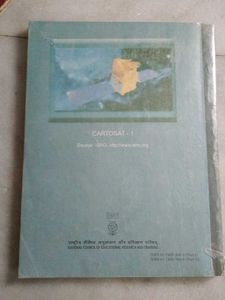 CARTOSAT - 1
Source : ISRO, http://www.isro.org
राष्ट्रीय शैक्षिक अनुसंधान और प्रशिक्षण परिषद्
NATIONAL COUNCIL OF EDUCATIONAL RESEARCH AND TRAINING